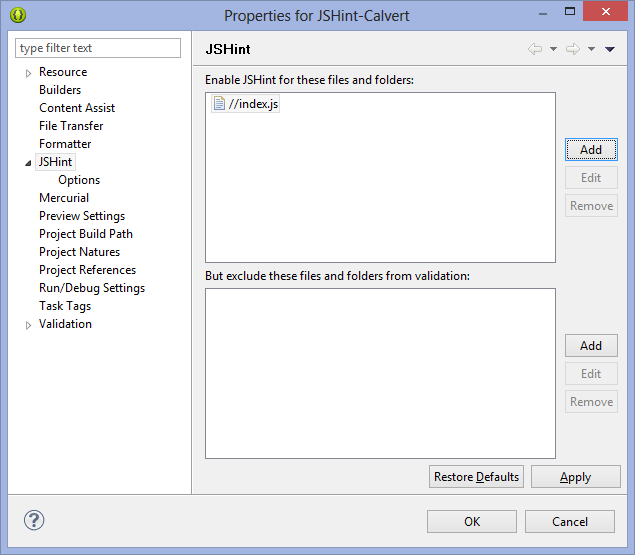 Properties for JSHint-Calvert
type filter text
Resource
Builders
Content Assist
File Transfer
Formatter
JSHint
Options
Mercurial
Preview Settings
Project Build Path
Project Natures
Project References
Run/Debug Settings
Task Tags
Validation
JSHint
Enable JSHint for these files and folders:
//index.js
Add
Edit
Remove
But exclude these files and folders from validation:
Add
Edit
Remove
Restore Defaults
Apply
?
OK
Cancel